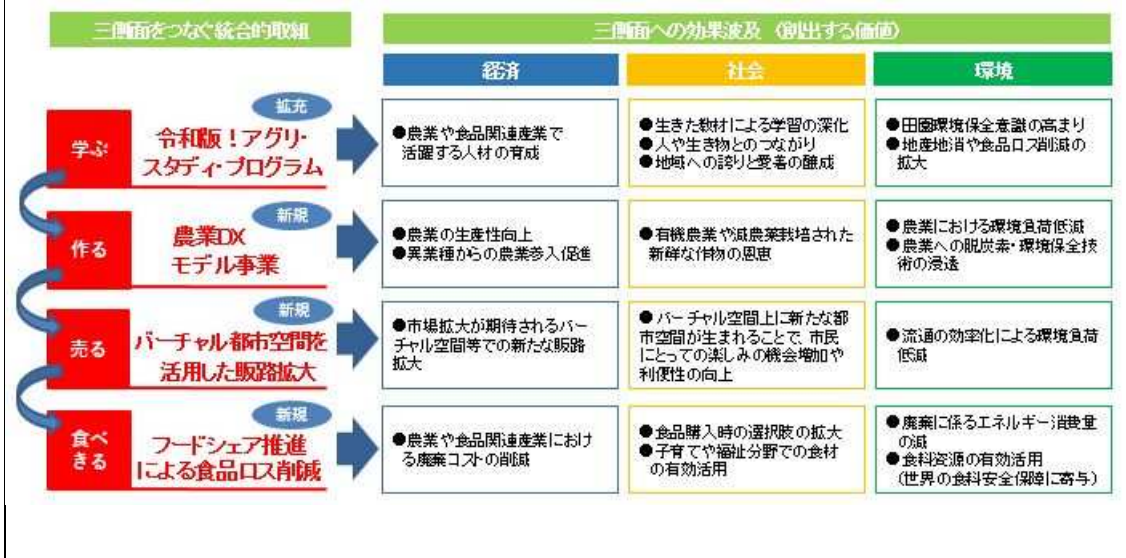 三側面をつなぐ統合的取組
三側面への効果波及（創出する価値）
経済
社会
環境
学ぶ
拡充
令和版！アグリ・
スタディ・プログラム
●農業や食品関連産業で
活躍する人材の育成
●生きた教材による学習の深化
●人や生き物とのつながり
●地域への誇りと愛着の醸成
●田園環境保全意識の高まり
●地産地消や食品ロス削減の
拡大
作る
新規
農業DX
モデル事業
●農業の生産性向上
●異業種からの農業参入促進
●有機農業や減農薬栽培された
新鮮な作物の恩恵
●農業における環境負荷低減
●農業への脱炭素・環境保全技
術の浸透
売る
新規
バーチャル都市空間を
活用した販路拡大
●市場拡大が期待されるバー
チャル空間等での新たな販路
拡大
●バーチャル空間上に新たな都
市空間が生まれることで、市民
にとっての楽しみの機会増加や
利便性の向上
●流通の効率化による環境負荷
低減
食べ
きる
新規
フードシェア推進
による食品ロス削減
●農業や食品関連産業におけ
る廃棄コストの削減
●食品購入時の選択肢の拡大
●子育てや福祉分野での食材
の有効活用
●廃棄に係るエネルギー消費量
の減
●食料資源の有効活用
（世界の食料安全保障に寄与）